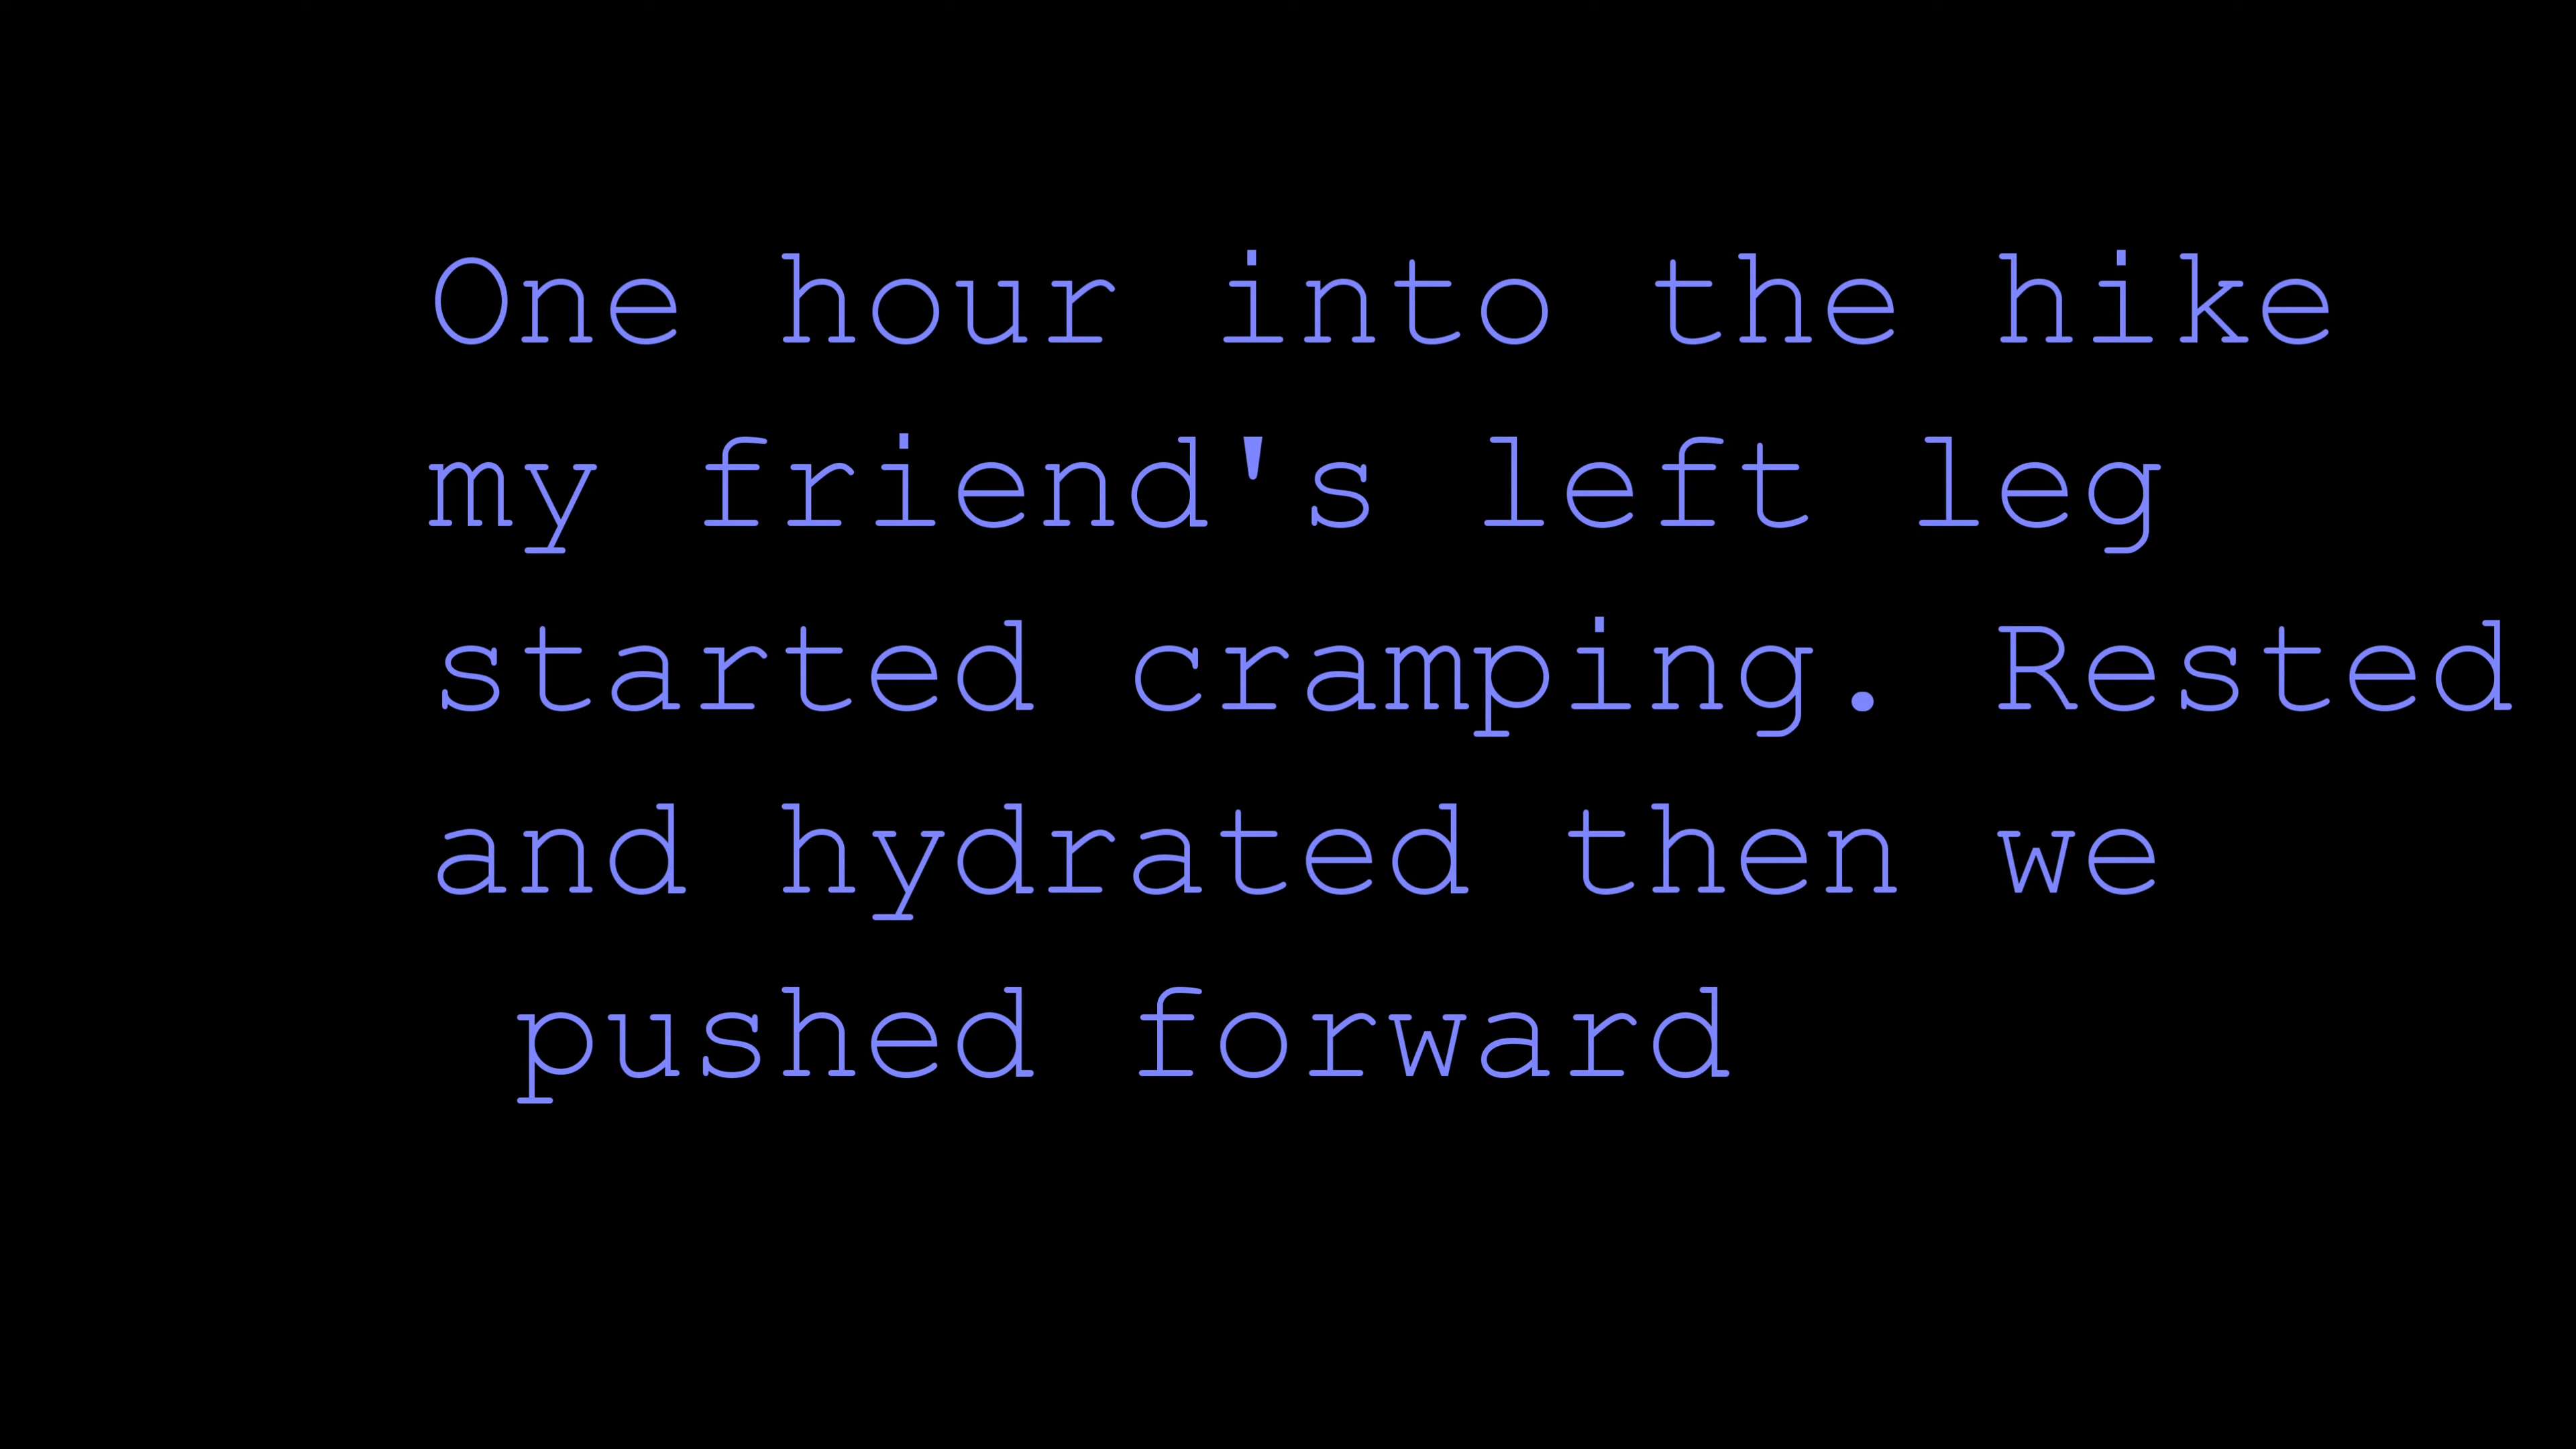 One hour into the hike
my friend's left leg
started cramping. Rested
and hydrated then we
pushed forward